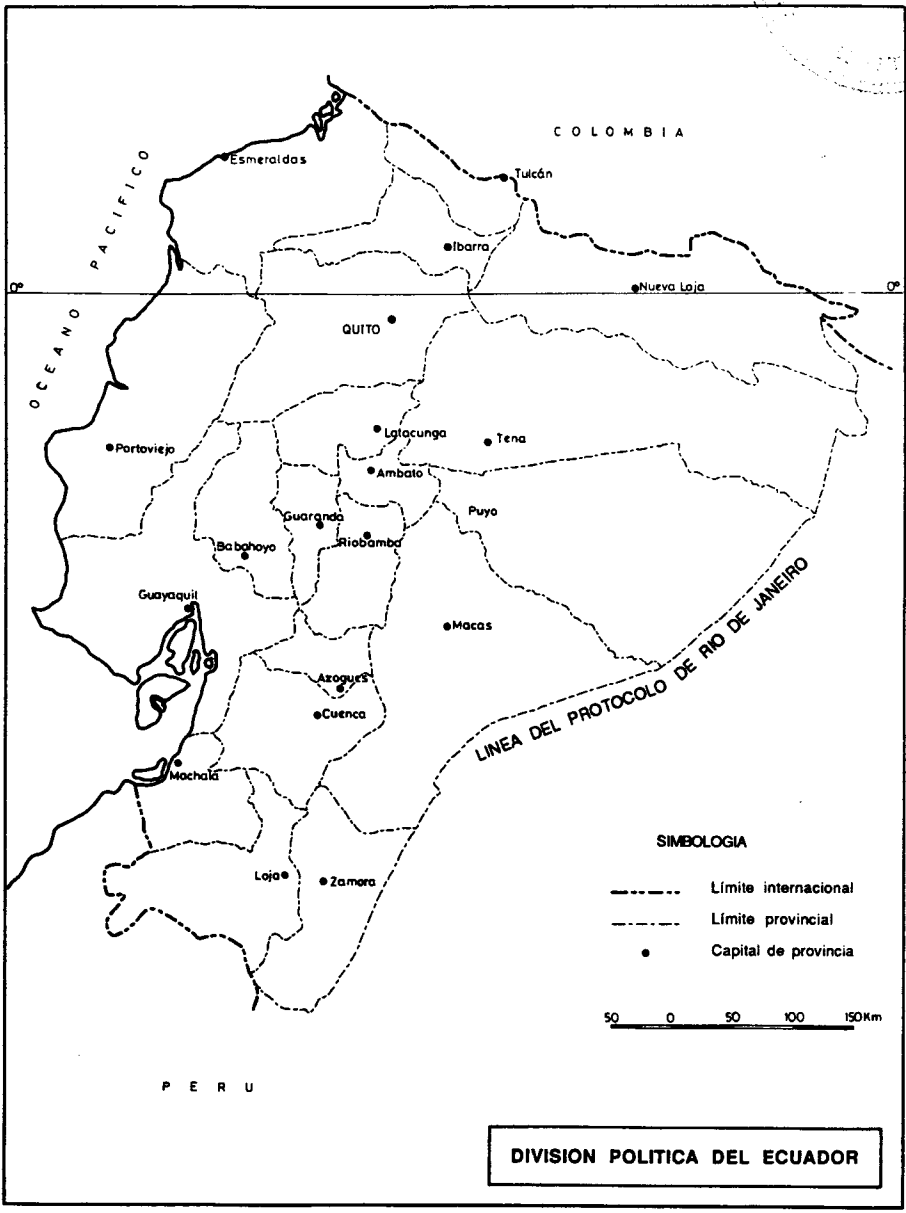 COLOMBIA
OCEANO PACIFICO
Esmeraldas
Tulcán
Ibarra
0°
0°
Nueva Loja
QUITO
Portoviejo
Latacunga
Tena
Ambato
Guaranda
Puyo
Babahoyo
Riobamba
Guayaquil
Macas
LINEA DEL PROTOCOLO DE RIO DE JANEIRO
Azogues
Cuenca
Machala
Loja
Zamora
SIMBOLOGIA
Límite internacional
Límite provincial
Capital de provincia
50 0 50 100 150Km
PERU
DIVISION POLITICA DEL ECUADOR